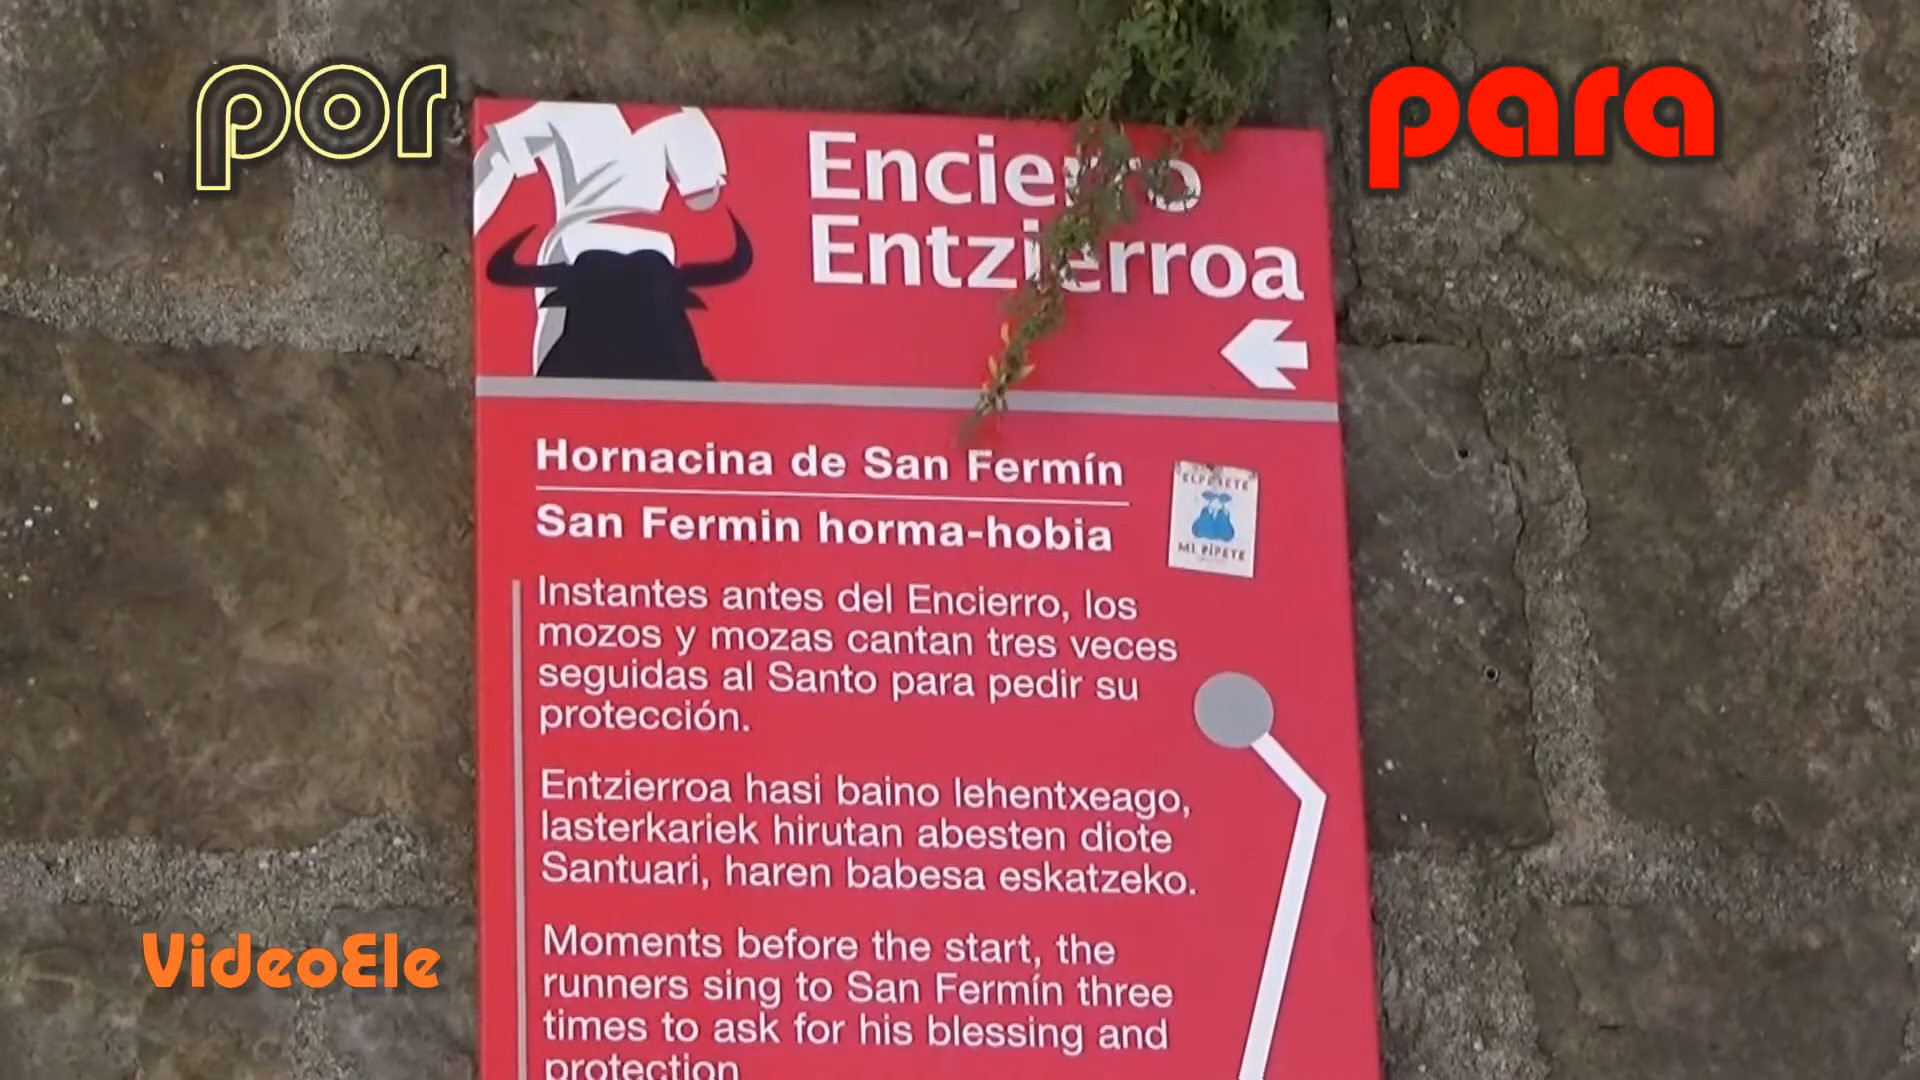 por
para
Encierro
Entzierroa
Hornacina de San Fermín
San Fermin horma-hobia
ELPESETE
MI PIPETE
Instantes antes del Encierro, los
mozos y mozas cantan tres veces
seguidas al Santo para pedir su
protección.
Entzierroa hasi baino lehentxeago,
lasterkariek hirutan abesten diote
Santuari, haren babesa eskatzeko.
Moments before the start, the
runners sing to San Fermín three
times to ask for his blessing and
protection
VideoEle